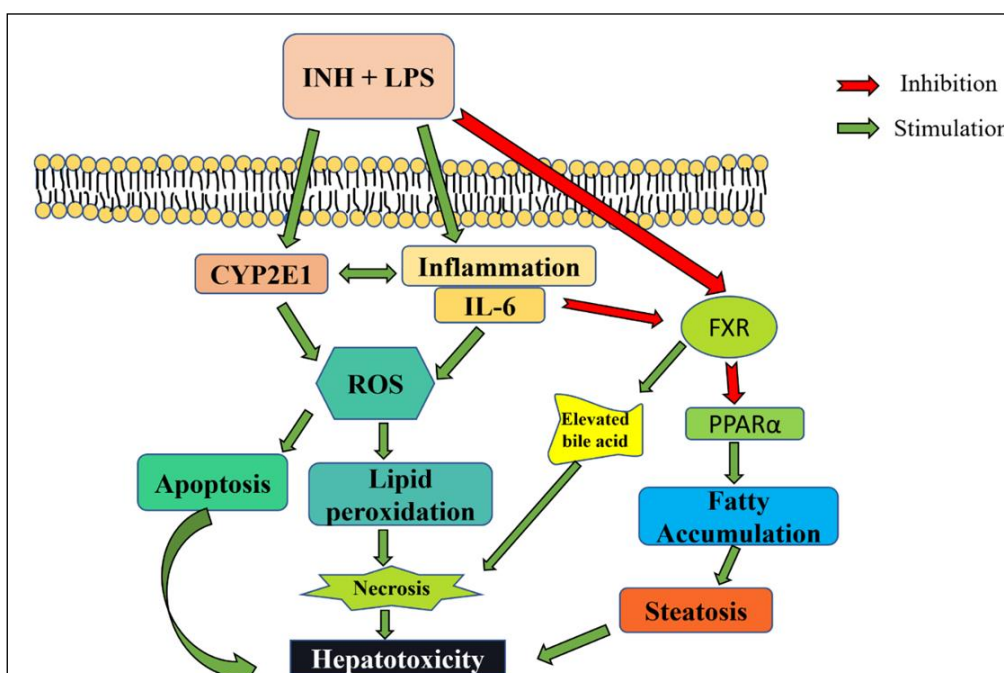 INH + LPS
Inhibition
Stimulation
CYP2E1
Inflammation
IL-6
FXR
ROS
Elevated
bile acid
PPARα
Apoptosis
Lipid
peroxidation
Fatty
Accumulation
Necrosis
Steatosis
Hepatotoxicity